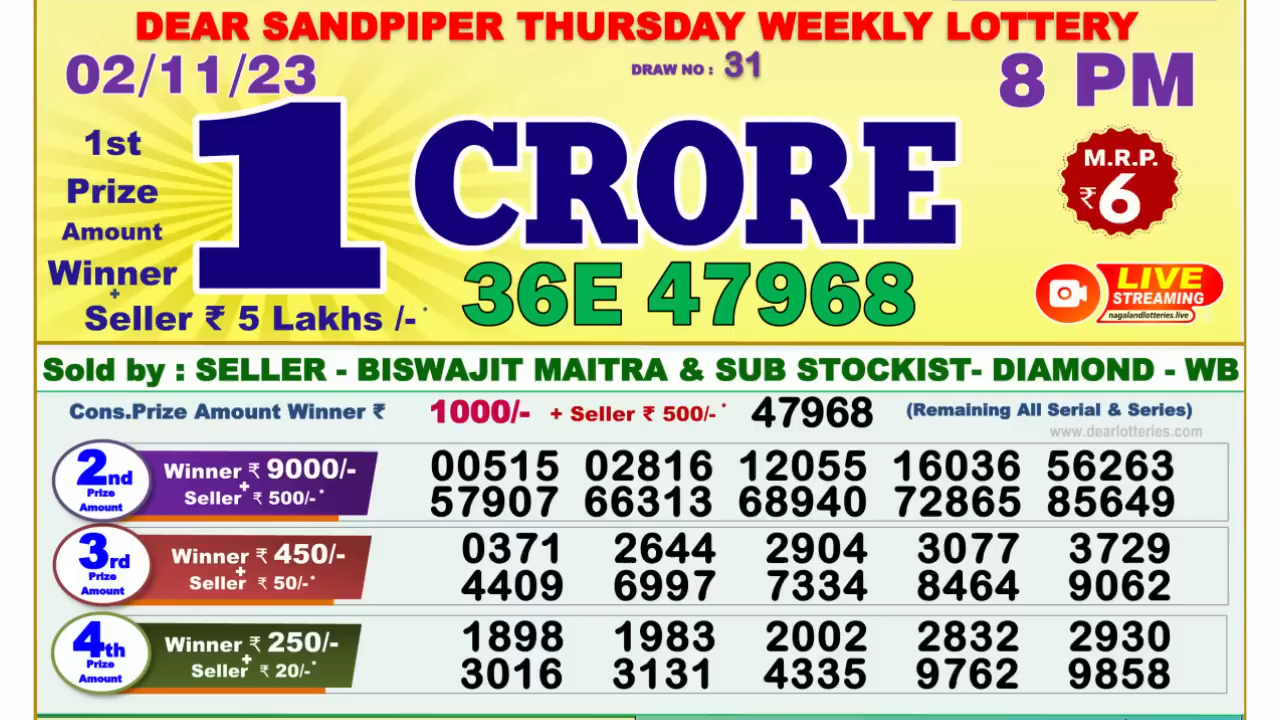 DEAR SANDPIPER THURSDAY WEEKLY LOTTERY
02/11/23
DRAW NO : 31
8 PM
1st
Prize
Amount
Winner
+
Seller ₹ 5 Lakhs /-*
1 CRORE
36E 47968
M.R.P.
₹6
LIVE
STREAMING
nagalandlotteries.live
Sold by : SELLER - BISWAJIT MAITRA & SUB STOCKIST- DIAMOND - WB
Cons.Prize Amount Winner ₹ 1000/- + Seller ₹ 500/-* 47968 (Remaining All Serial & Series)
www.dearlotteries.com
2nd
Prize
Amount
Winner ₹ 9000/-
+
Seller ₹ 500/-*
00515 02816 12055 16036 56263
57907 66313 68940 72865 85649
3rd
Prize
Amount
Winner ₹ 450/-
+
Seller ₹ 50/-*
0371 2644 2904 3077 3729
4409 6997 7334 8464 9062
4th
Prize
Amount
Winner ₹ 250/-
+
Seller ₹ 20/-*
1898 1983 2002 2832 2930
3016 3131 4335 9762 9858